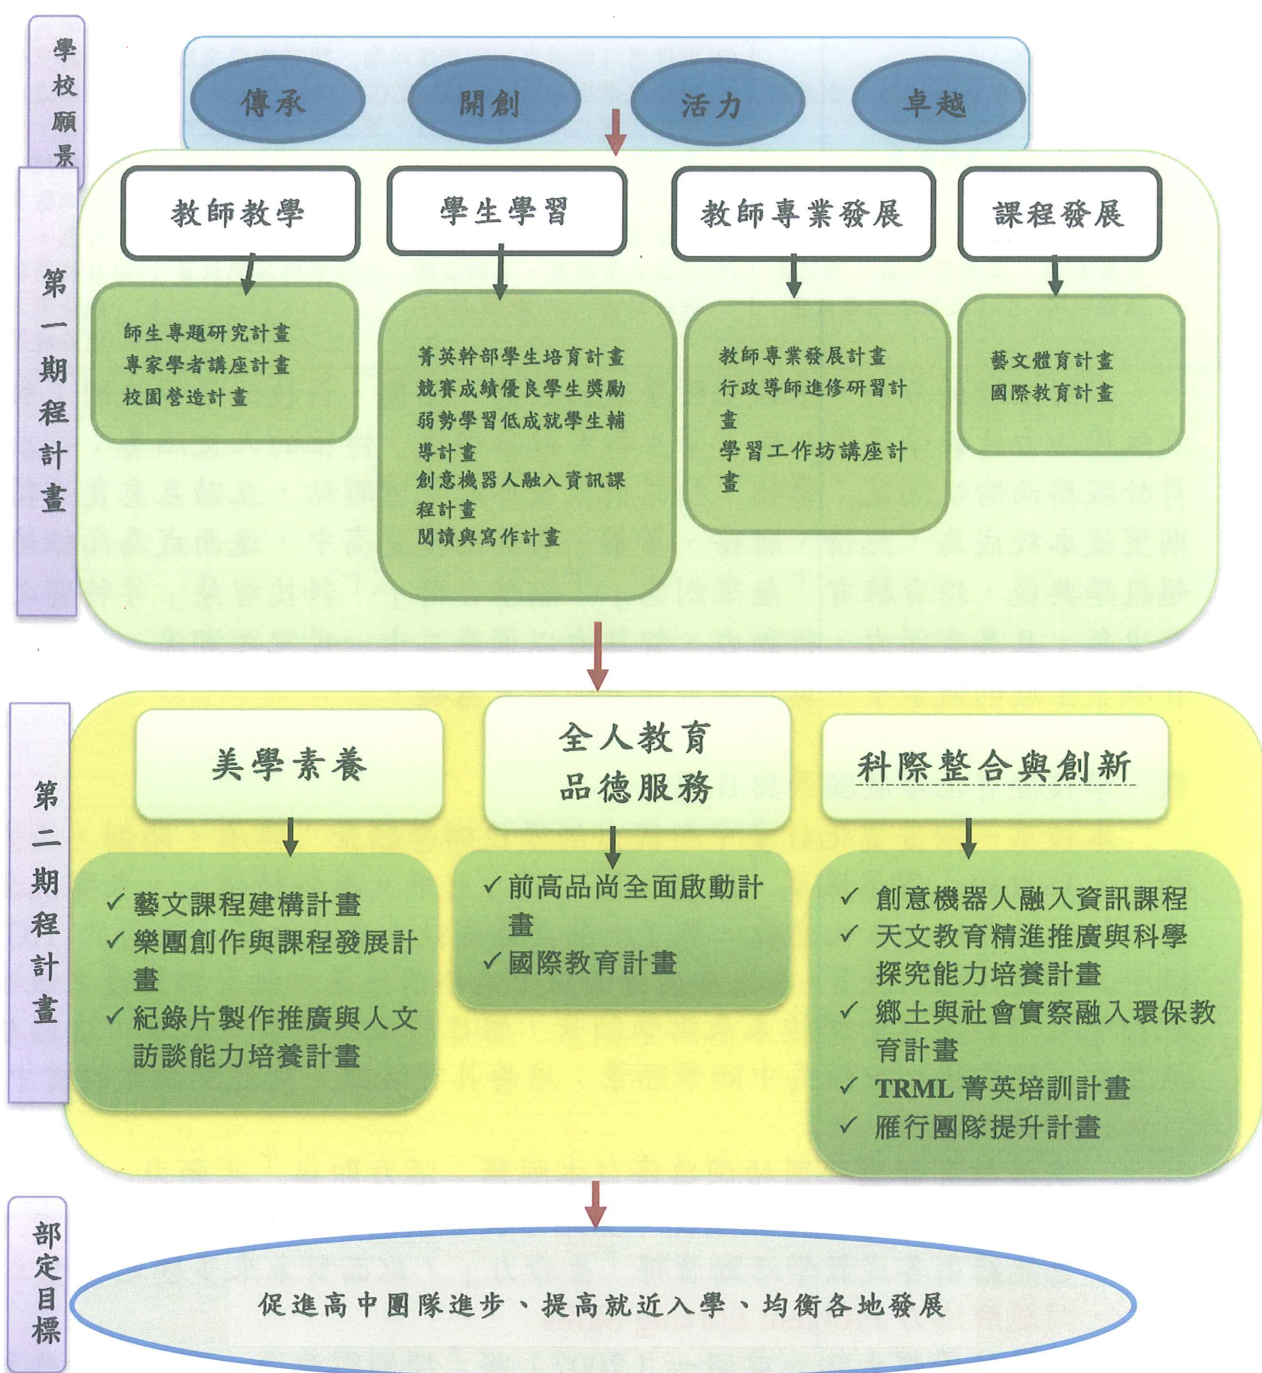 學校願景
傳承
開創
活力
卓越
第一期程計畫
教師教學
學生學習
教師專業發展
課程發展
師生專題研究計畫
專家學者講座計畫
校園營造計畫
菁英幹部學生培育計畫
競賽成績優良學生獎勵
弱勢學習低成就學生輔
導計畫
創意機器人融入資訊課
程計畫
閱讀與寫作計畫
教師專業發展計畫
行政導師進修研習計
畫
學習工作坊講座計
畫
藝文體育計畫
國際教育計畫
第二期程計畫
美學素養
全人教育
品德服務
科際整合與創新
✓ 藝文課程建構計畫
✓ 樂團創作與課程發展計
畫
✓ 紀錄片製作推廣與人文
訪談能力培養計畫
✓ 前高品尚全面啟動計
畫
✓ 國際教育計畫
✓ 創意機器人融入資訊課程
✓ 天文教育精進推廣與科學
探究能力培養計畫
✓ 鄉土與社會實察融入環保教
育計畫
✓ TRML 菁英培訓計畫
✓ 雁行團隊提升計畫
部定目標
促進高中團隊進步、提高就近入學、均衡各地發展